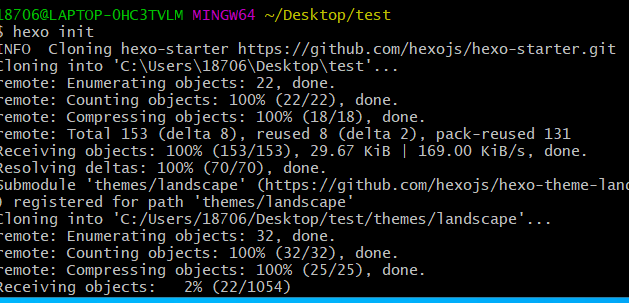 18706@LAPTOP-OHC3TVLM MINGW64 ~/Desktop/test
$ hexo init
INFO  Cloning hexo-starter https://github.com/hexojs/hexo-starter.git
Cloning into 'C:\Users\18706\Desktop\test'...
remote: Enumerating objects: 22, done.
remote: Counting objects: 100% (22/22), done.
remote: Compressing objects: 100% (18/18), done.
remote: Total 153 (delta 8), reused 8 (delta 2), pack-reused 131
Receiving objects: 100% (153/153), 29.67 KiB | 169.00 KiB/s, done.
Resolving deltas: 100% (70/70), done.
Submodule 'themes/landscape' (https://github.com/hexojs/hexo-theme-lan
) registered for path 'themes/landscape'
Cloning into 'C:/Users/18706/Desktop/test/themes/landscape'...
remote: Enumerating objects: 32, done.
remote: Counting objects: 100% (32/32), done.
remote: Compressing objects: 100% (25/25), done.
Receiving objects:   2% (22/1054)